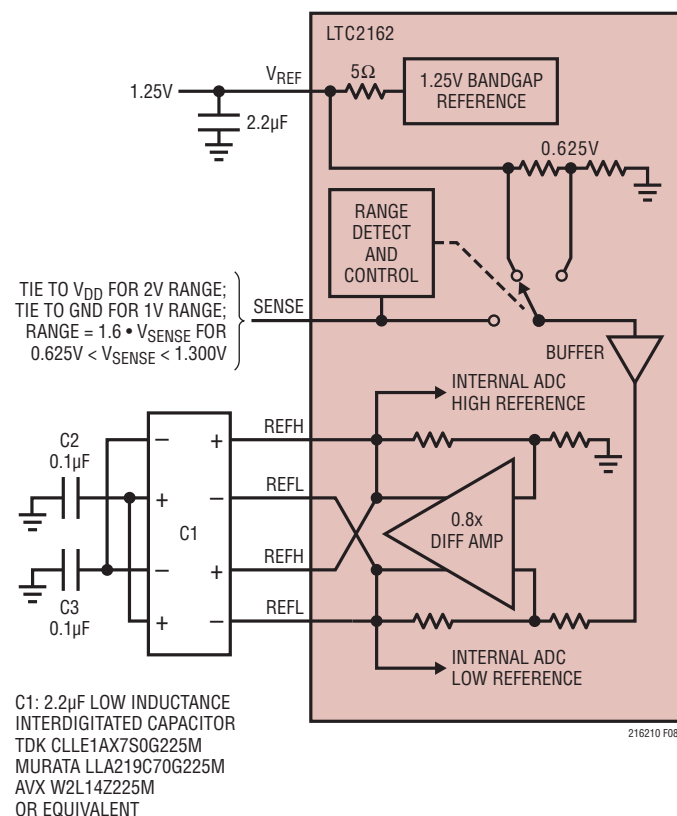 LTC2162
VREF
5Ω
1.25V
1.25V BANDGAP
REFERENCE
2.2µF
0.625V
RANGE
DETECT
AND
CONTROL
TIE TO VDD FOR 2V RANGE;
TIE TO GND FOR 1V RANGE;
RANGE = 1.6 • VSENSE FOR
0.625V < VSENSE < 1.300V
SENSE
BUFFER
INTERNAL ADC
HIGH REFERENCE
C2
0.1µF
– +
REFH
+ –
REFL
C1
0.8x
DIFF AMP
– +
REFH
C3
0.1µF
+ –
REFL
INTERNAL ADC
LOW REFERENCE
C1: 2.2µF LOW INDUCTANCE
INTERDIGITATED CAPACITOR
TDK CLLE1AX7S0G225M
MURATA LLA219C70G225M
AVX W2L14Z225M
OR EQUIVALENT
216210 F08